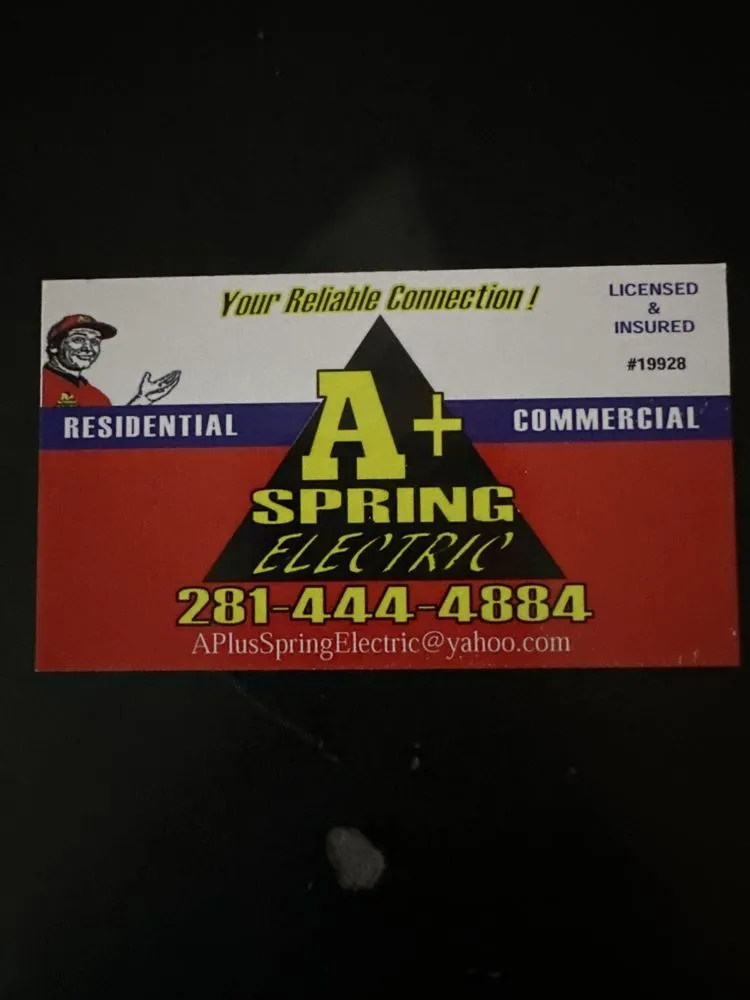 Your Reliable Connection !
LICENSED
&
INSURED
#19928
RESIDENTIAL
COMMERCIAL
A+
SPRING
ELECTRIC
281-444-4884
APlusSpringElectric@yahoo.com